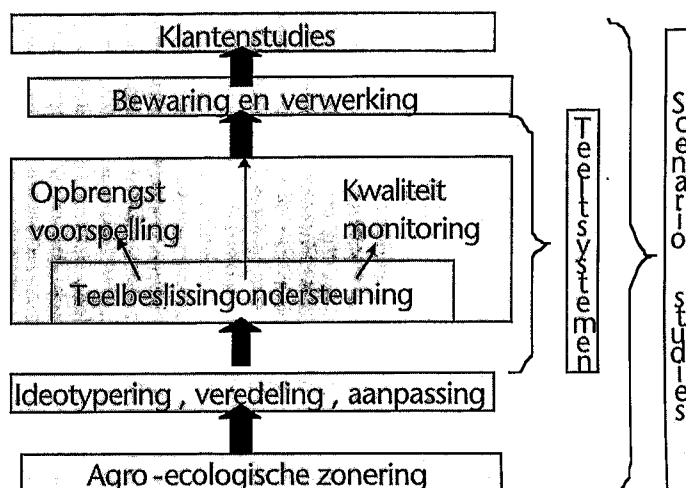 Klantenstudies
Bewaring en verwerking
Opbrengst
voorspelling
Kwaliteit
monitoring
Teelbeslissingondersteuning
Ideotypering , veredeling , aanpassing
Agro-ecologische zonering
Teeltsystemen
Scenario studies